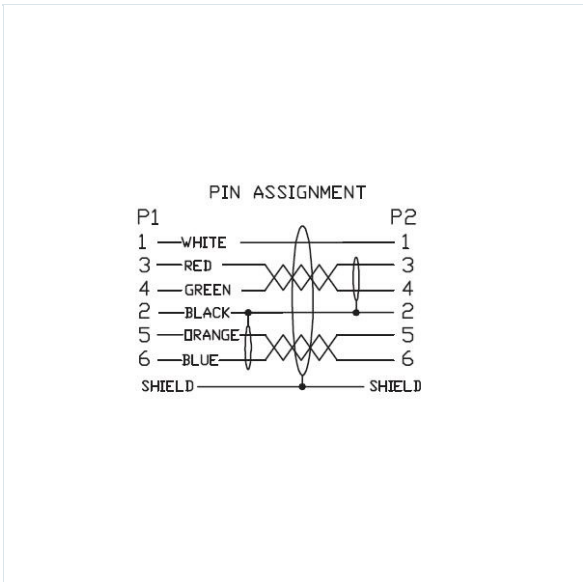 PIN ASSIGNMENT
P1 P2
1 WHITE 1
3 RED 3
4 GREEN 4
2 BLACK 2
5 ORANGE 5
6 BLUE 6
SHIELD SHIELD